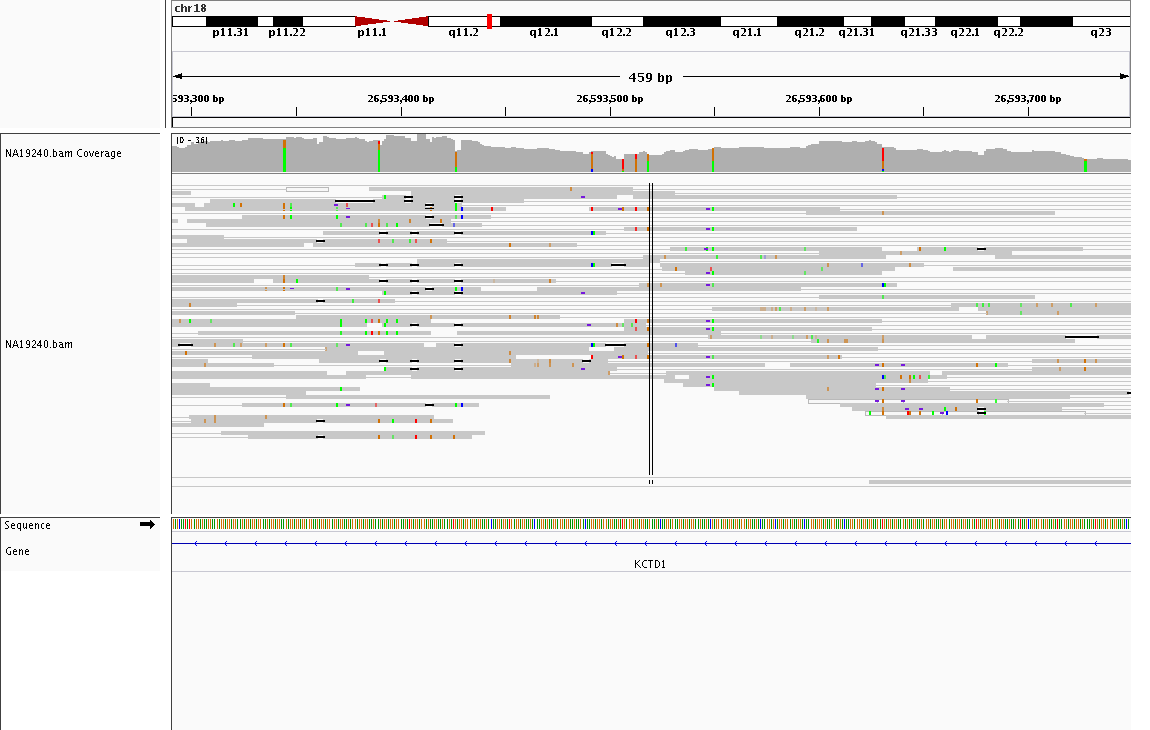 chr18
p11.31 p11.22 p11.1 q11.2 q12.1 q12.2 q12.3 q21.1 q21.2 q21.31 q21.33 q22.1 q22.2 q23
459 bp
593,300 bp 26,593,400 bp 26,593,500 bp 26,593,600 bp 26,593,700 bp
[0 - 36]
NA19240.bam Coverage
NA19240.bam
Sequence
Gene
KCTD1